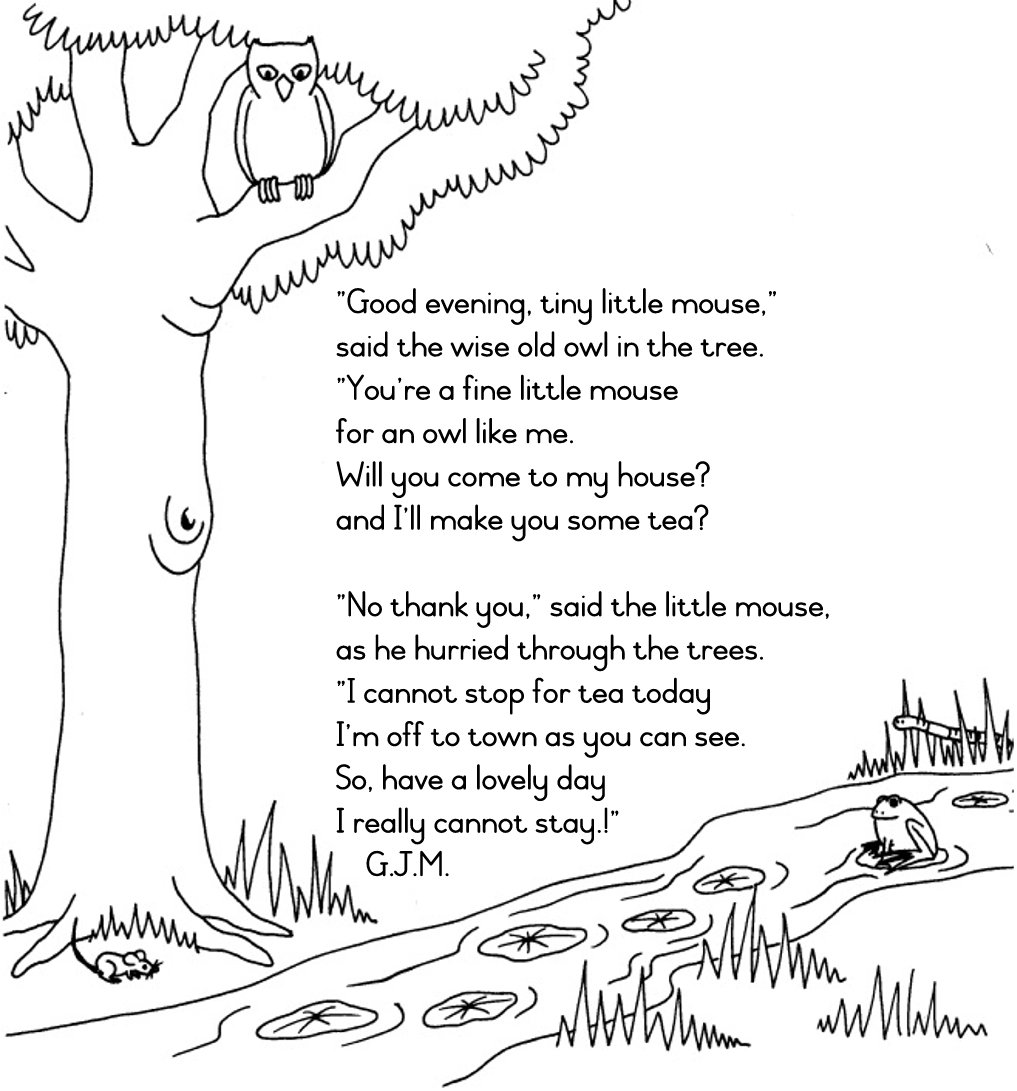 "Good evening, tiny little mouse,"
said the wise old owl in the tree.
"You're a fine little mouse
for an owl like me.
Will you come to my house?
and I'll make you some tea?
"No thank you," said the little mouse,
as he hurried through the trees.
"I cannot stop for tea today
I'm off to town as you can see.
So, have a lovely day
I really cannot stay.!"
G.J.M.